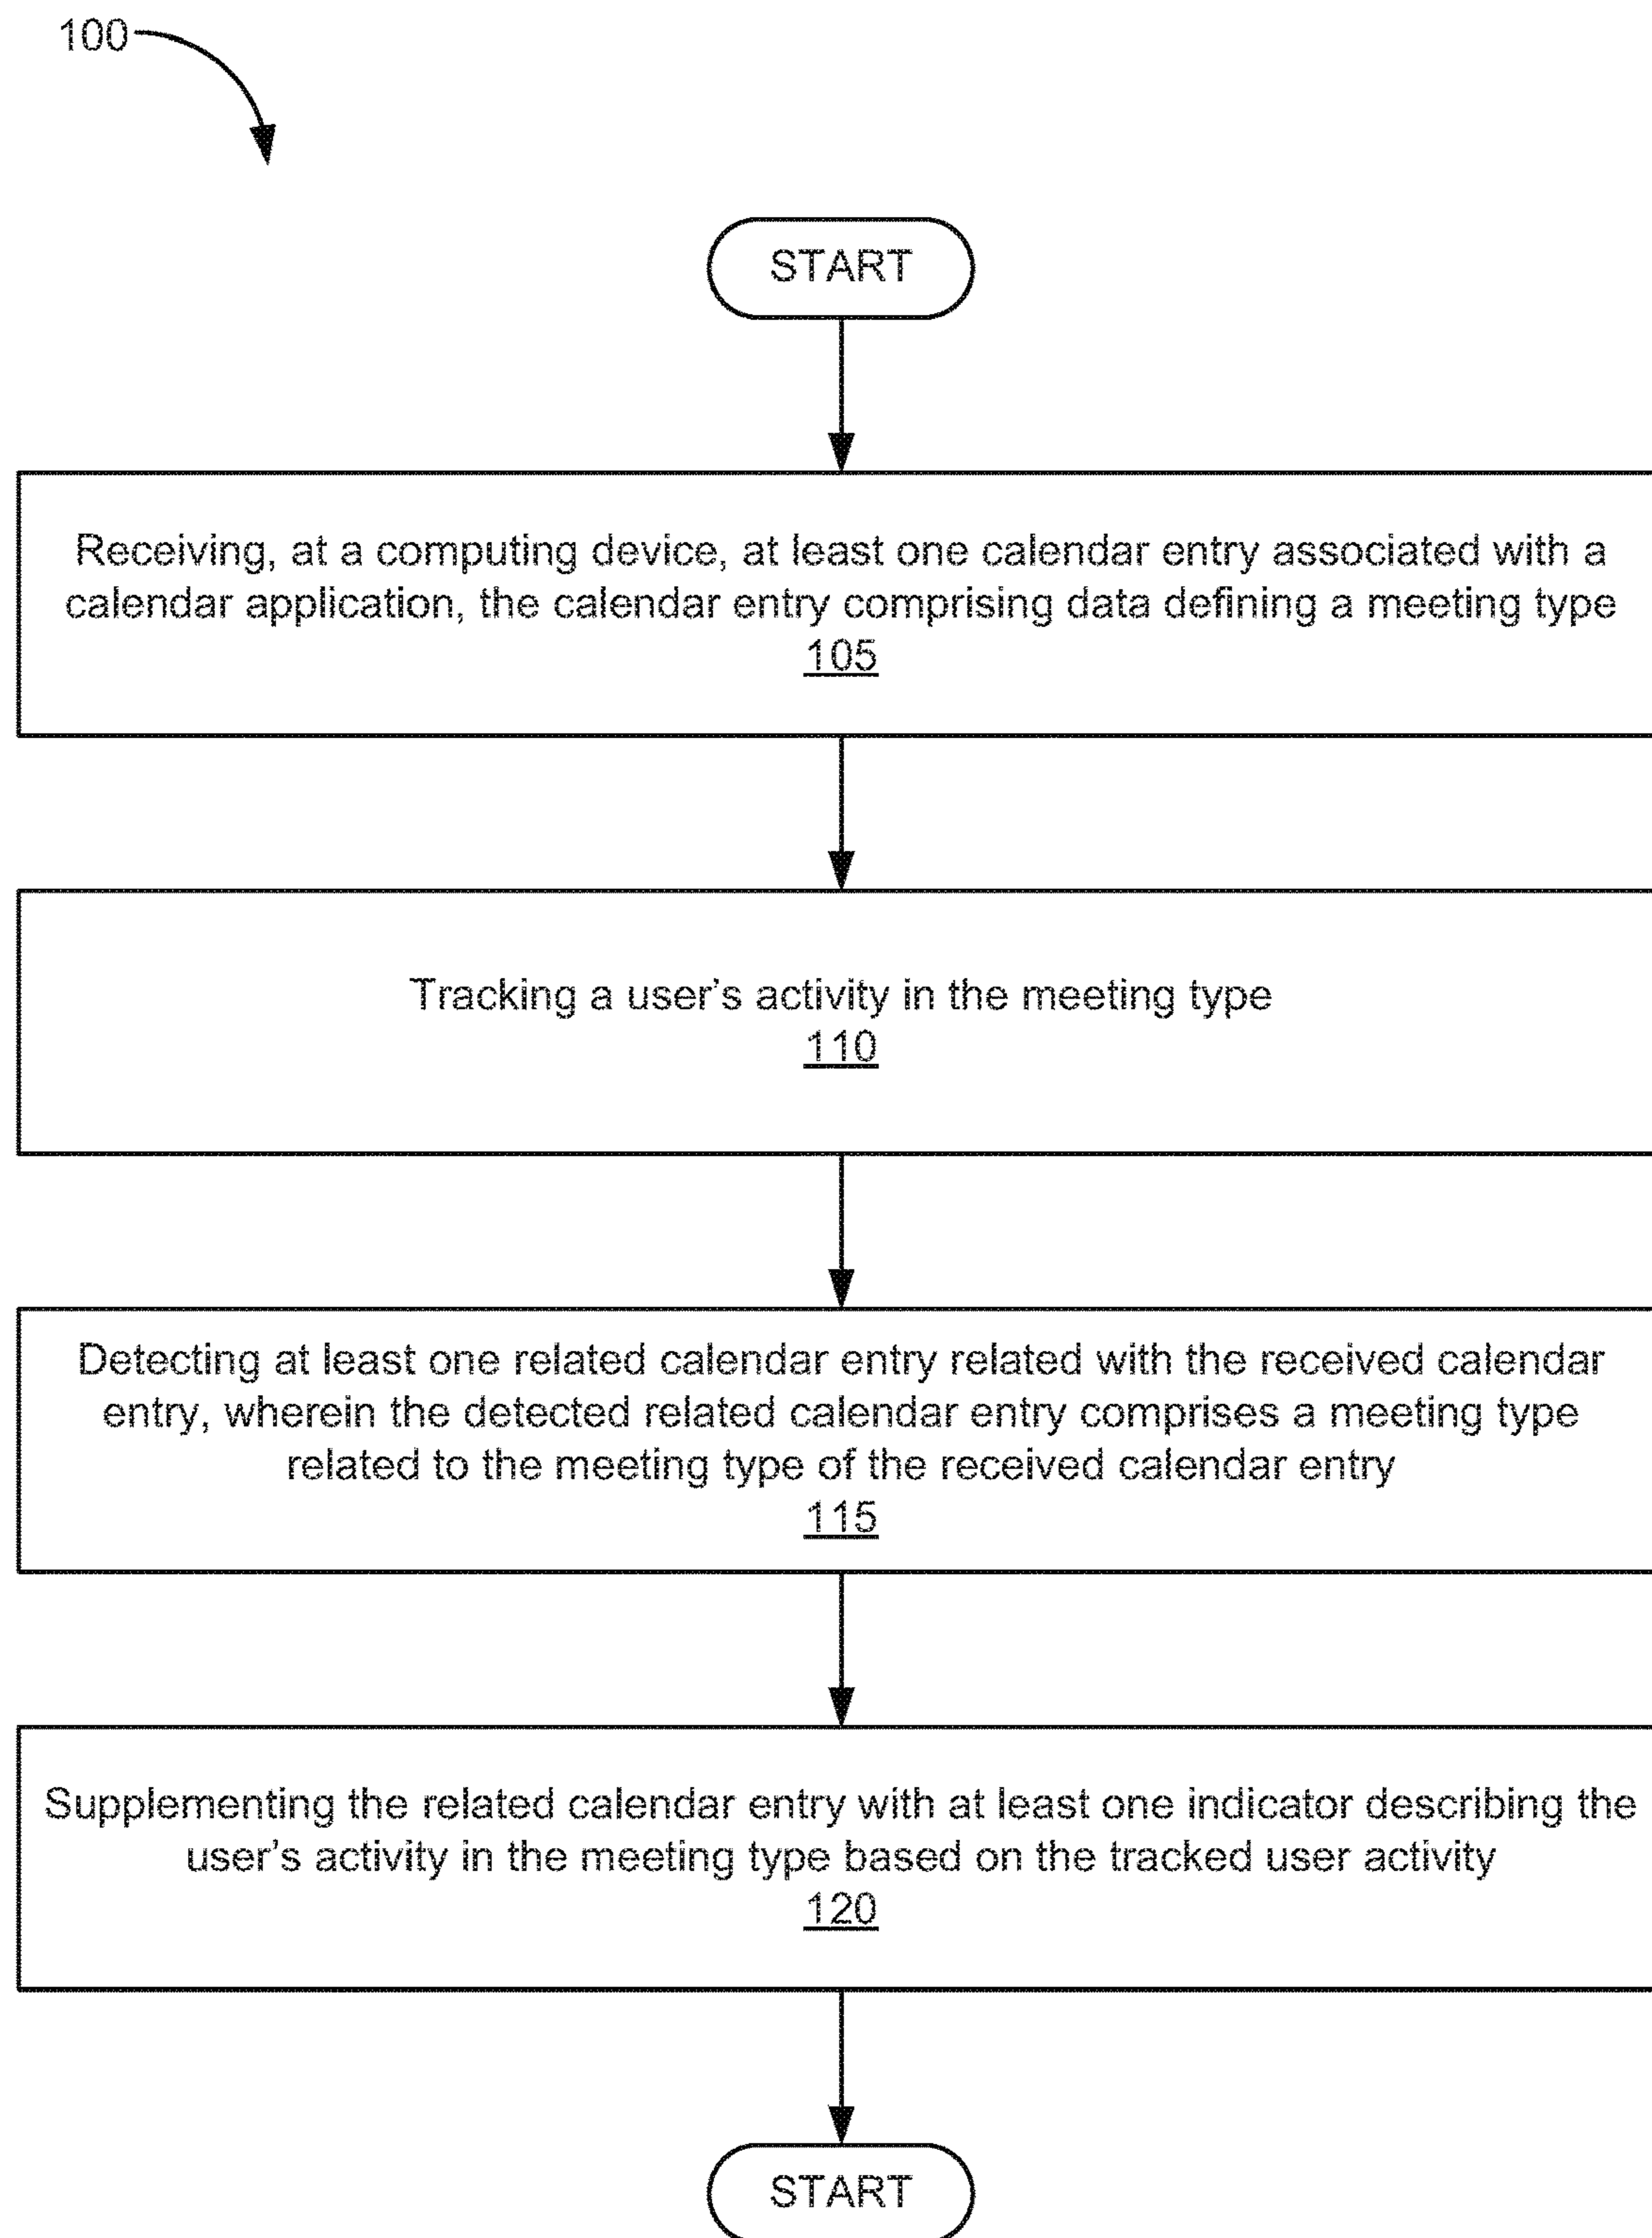 100
START
Receiving, at a computing device, at least one calendar entry associated with a
calendar application, the calendar entry comprising data defining a meeting type
105
Tracking a user's activity in the meeting type
110
Detecting at least one related calendar entry related with the received calendar
entry, wherein the detected related calendar entry comprises a meeting type
related to the meeting type of the received calendar entry
115
Supplementing the related calendar entry with at least one indicator describing the
user's activity in the meeting type based on the tracked user activity
120
START